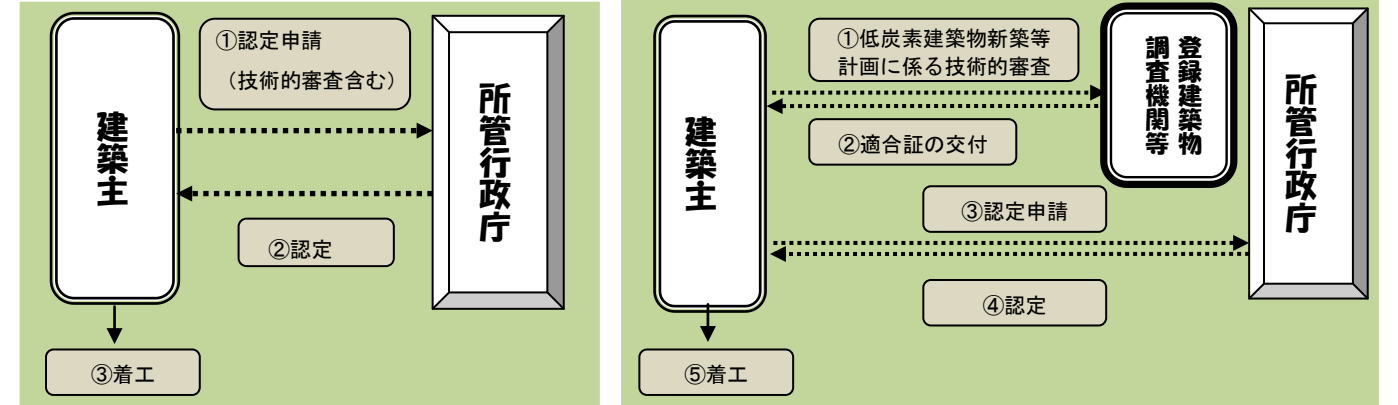 建築主
①認定申請
（技術的審査含む）
所管行政庁
②認定
③着工
建築主
①低炭素建築物新築等
計画に係る技術的審査
登録建築物
調査機関等
②適合証の交付
所管行政庁
③認定申請
④認定
⑤着工